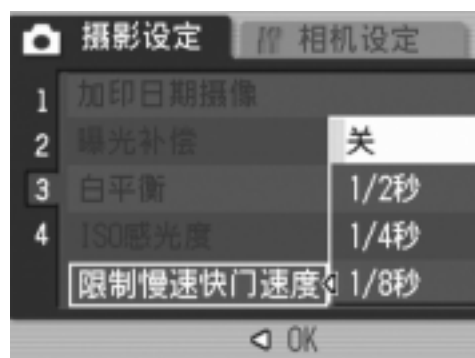 摄影设定 相机设定
1 加印日期摄像
2 曝光补偿 关
3 白平衡 1/2秒
4 ISO感光度 1/4秒
限制慢速快门速度 1/8秒
OK